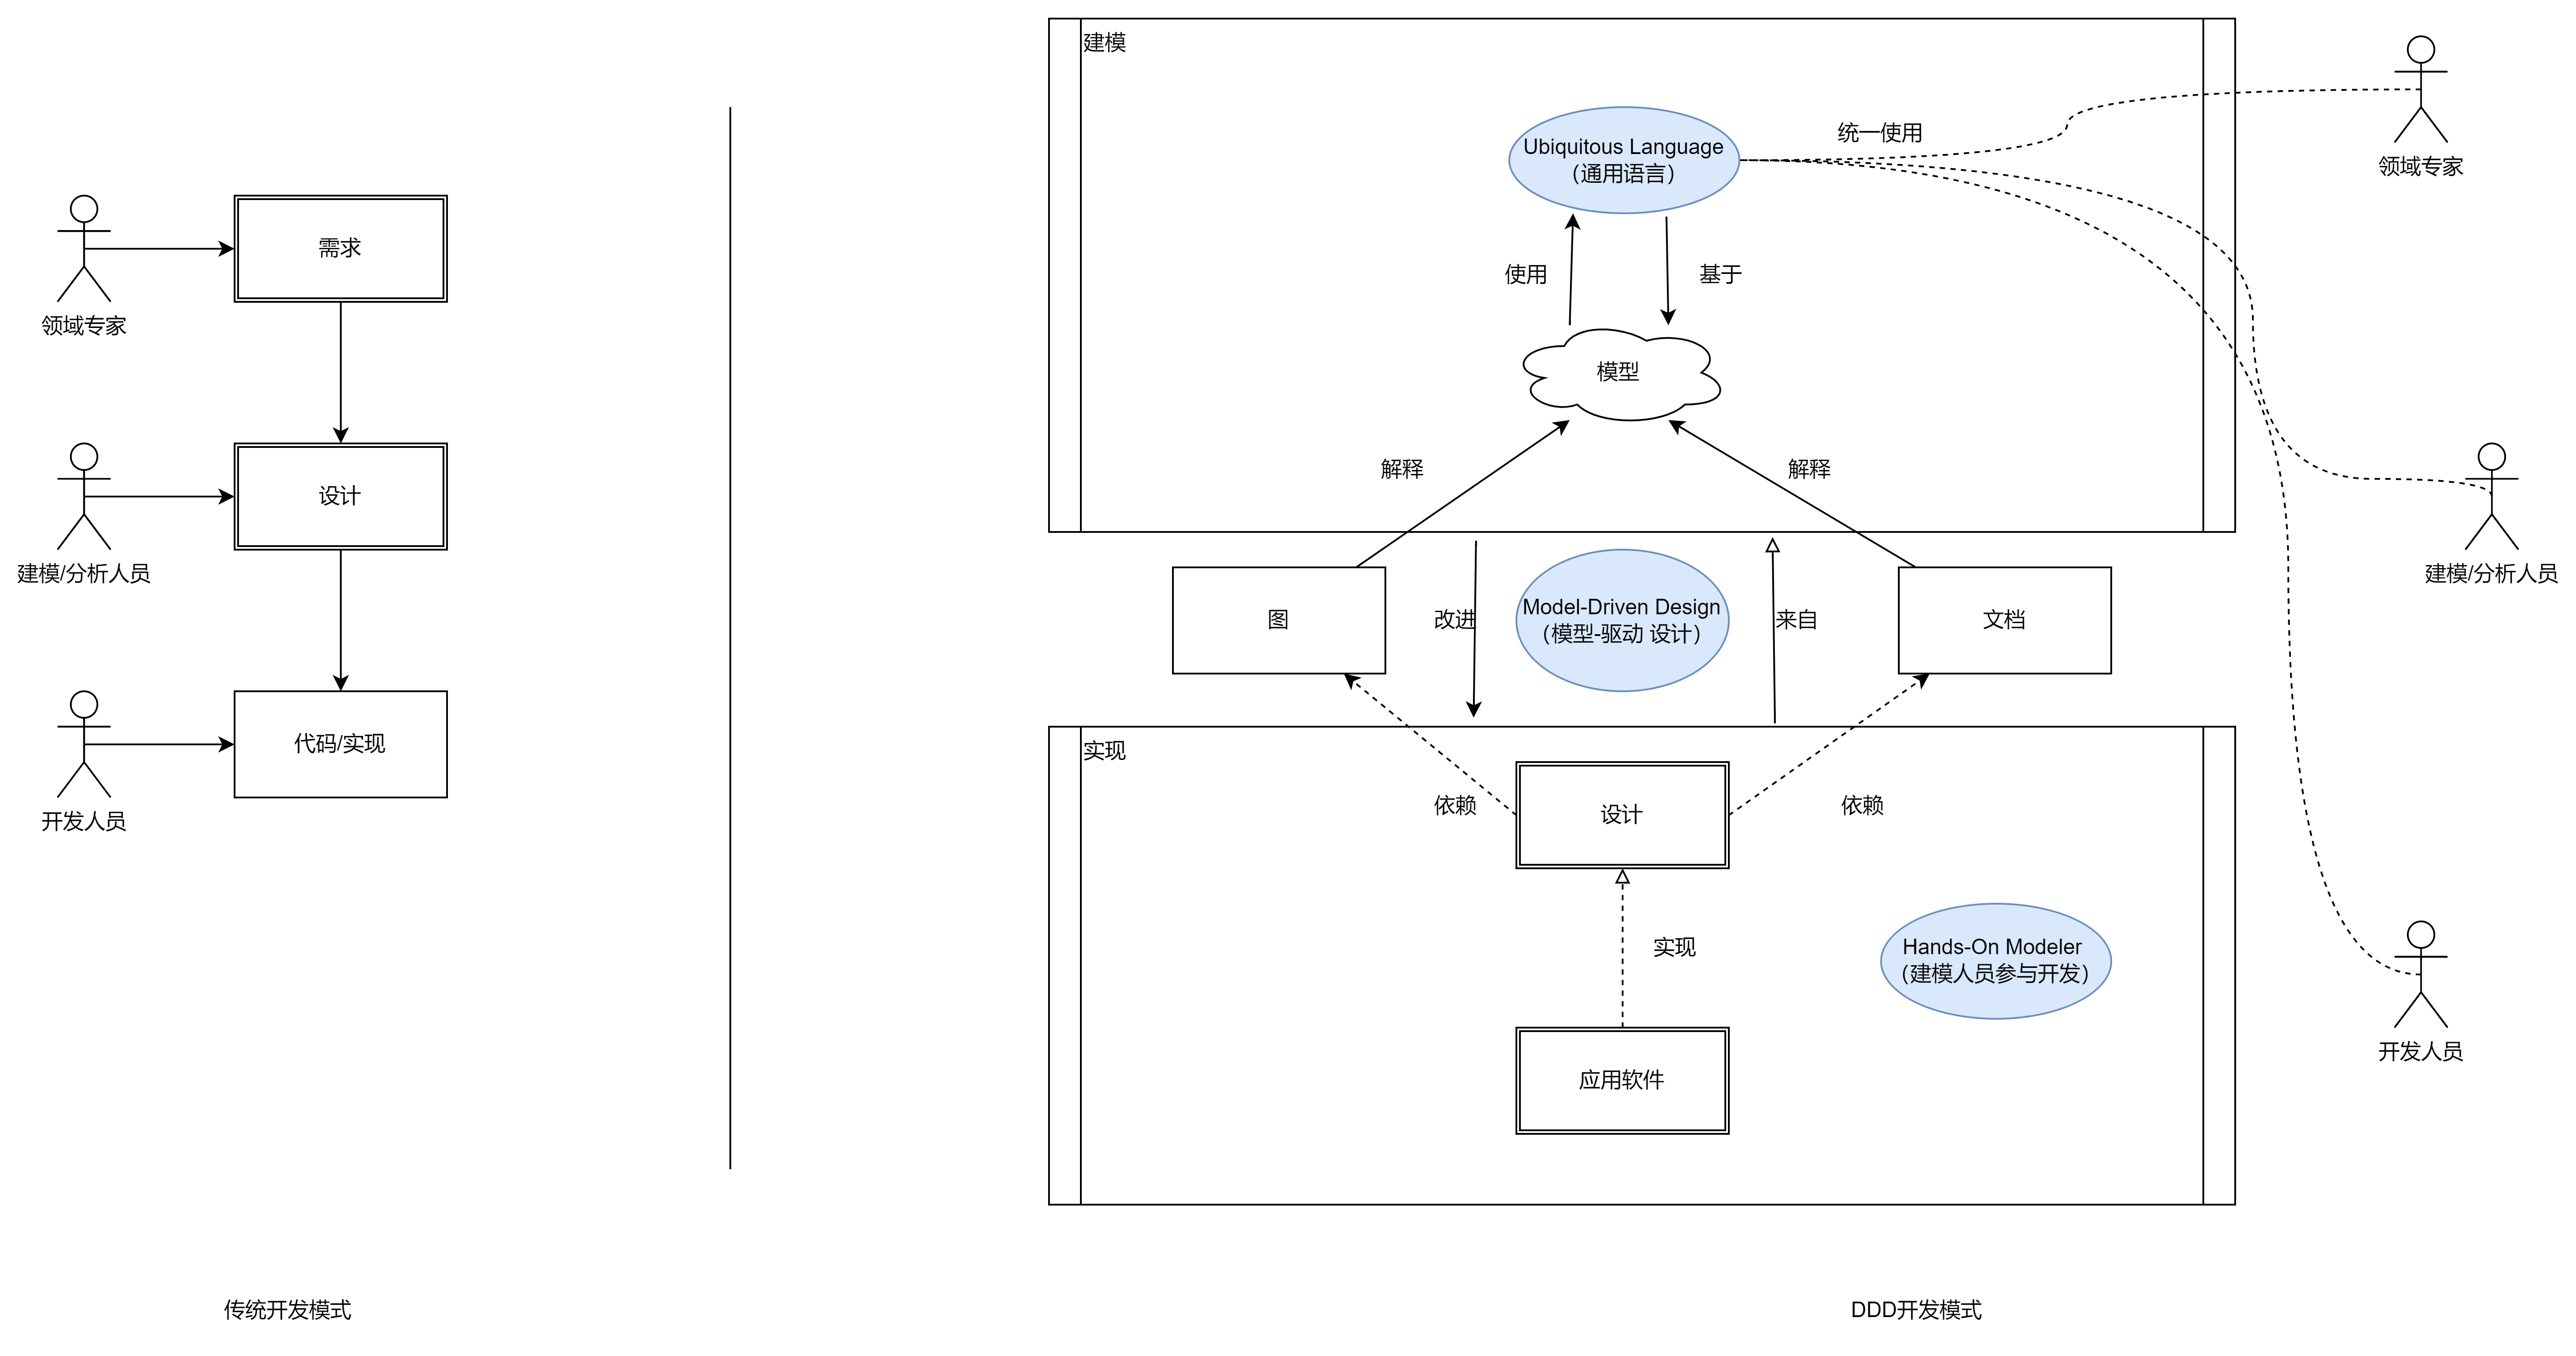 需求
领域专家
设计
建模/分析人员
代码/实现
开发人员
传统开发模式
建模
Ubiquitous Language
（通用语言）
统一使用
领域专家
使用
基于
模型
解释
解释
建模/分析人员
图
改进
Model-Driven Design
（模型-驱动 设计）
来自
文档
实现
依赖
设计
依赖
实现
Hands-On Modeler
（建模人员参与开发）
应用软件
开发人员
DDD开发模式